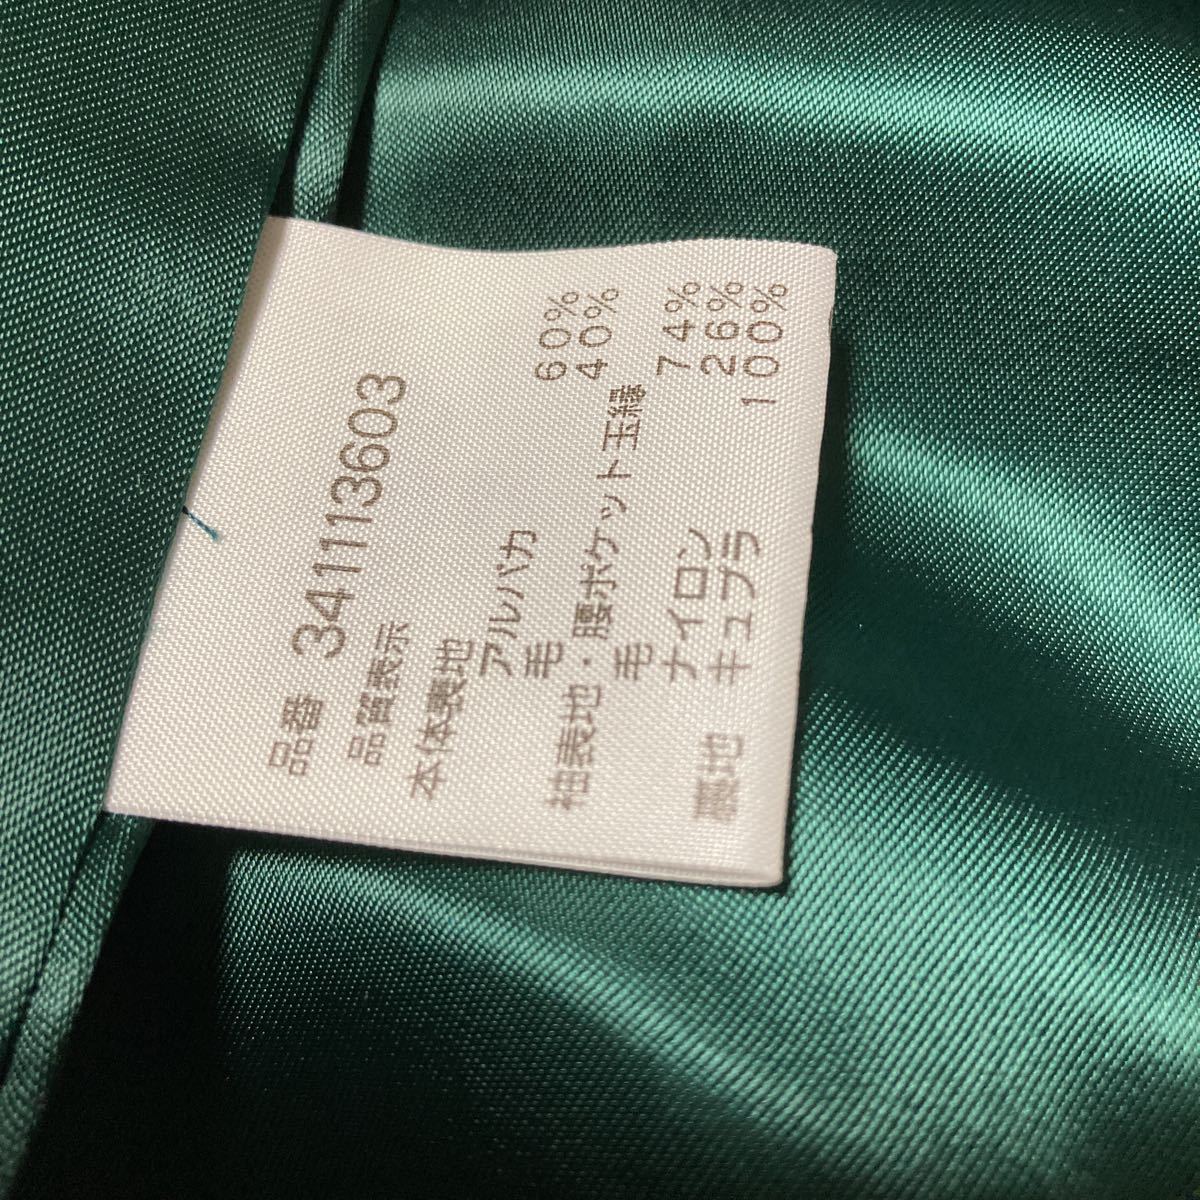 品番 34113603
品質表示
本体表地
アルパカ 60%
毛 40%
袖表地・腰ポケット玉縁
毛 74%
ナイロン 26%
裏地 キュプラ 100%